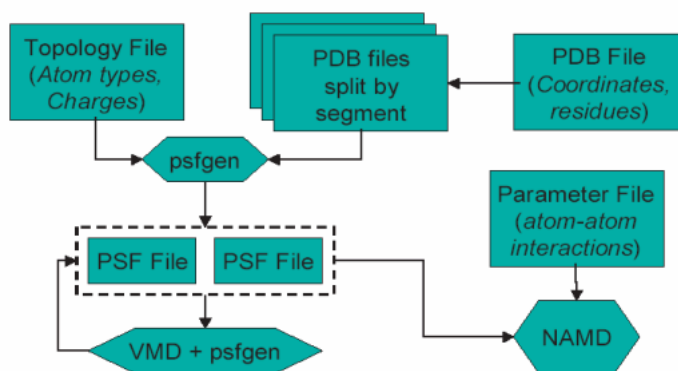 Topology File
(Atom types,
Charges)
PDB files
split by
segment
PDB File
(Coordinates,
residues)
psfgen
Parameter File
(atom-atom
interactions)
PSF File
PSF File
VMD + psfgen
NAMD